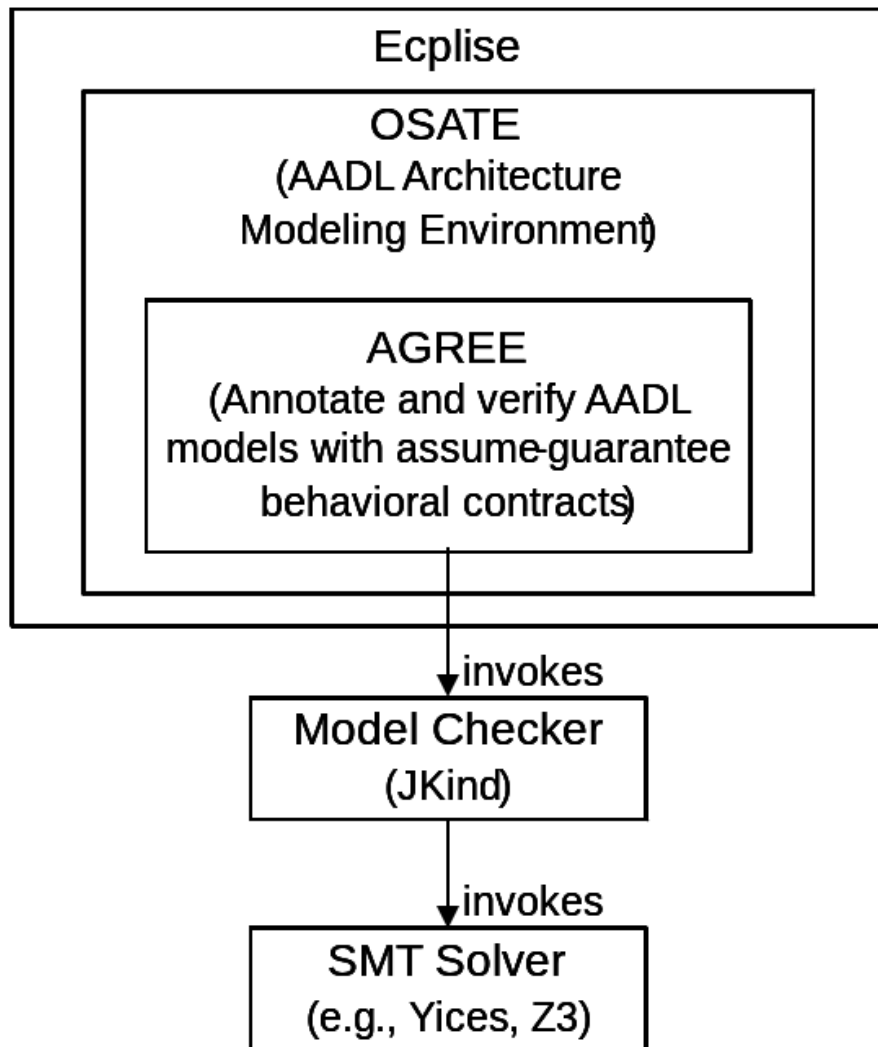 Ecplise
OSATE
(AADL Architecture
Modeling Environment)
AGREE
(Annotate and verify AADL
models with assume-guarantee
behavioral contracts)
invokes
Model Checker
(JKind)
invokes
SMT Solver
(e.g., Yices, Z3)